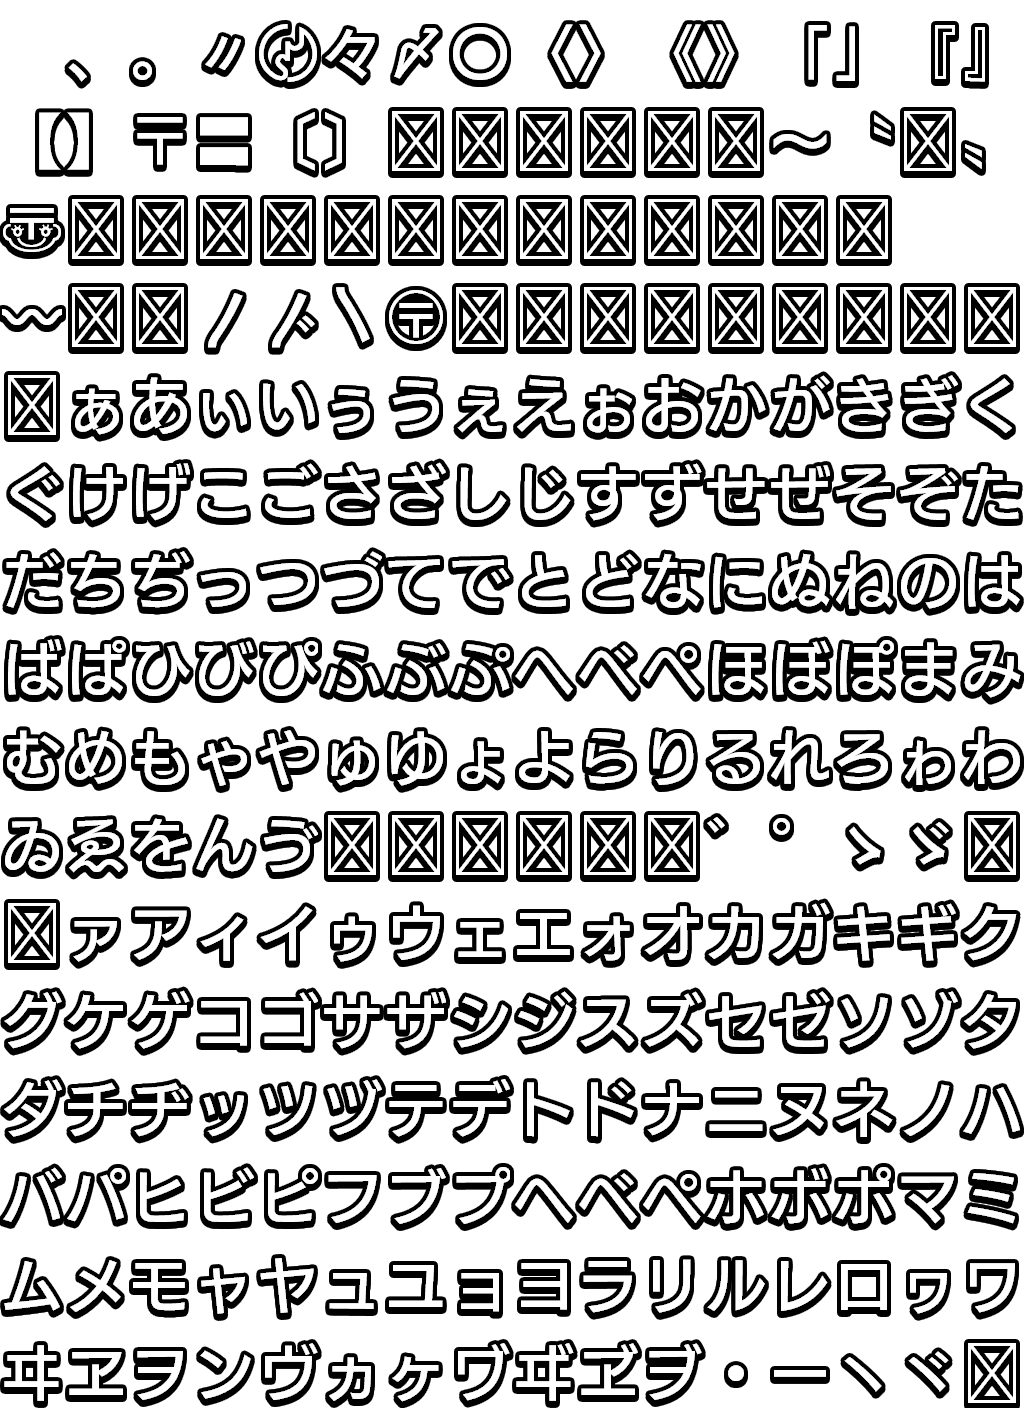 、。〃〄々〆〇〈〉《》「」『』
【】〒〓〔〕〜〝〟
〠
〰〳〴〵〶
ぁあぃいぅうぇえぉおかがきぎく
ぐけげこごさざしじすずせぜそぞた
だちぢっつづてでとどなにぬねのは
ばぱひびぴふぶぷへべぺほぼぽまみ
むめもゃやゅゆょよらりるれろゎわ
ゐゑをんゔ゛゜ゝゞ
ァアィイゥウェエォオカガキギク
グケゲコゴサザシジスズセゼソゾタ
ダチヂッツヅテデトドナニヌネノハ
バパヒビピフブプヘベペホボポマミ
ムメモャヤュユョヨラリルレロヮワ
ヰヱヲンヴヵヶヷヸヹヺ・ーヽヾ